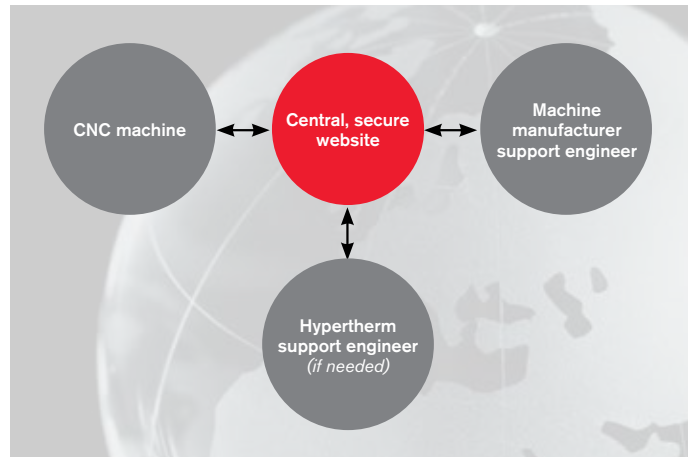 CNC machine
Central, secure
website
Machine
manufacturer
support engineer
Hypertherm
support engineer
(if needed)